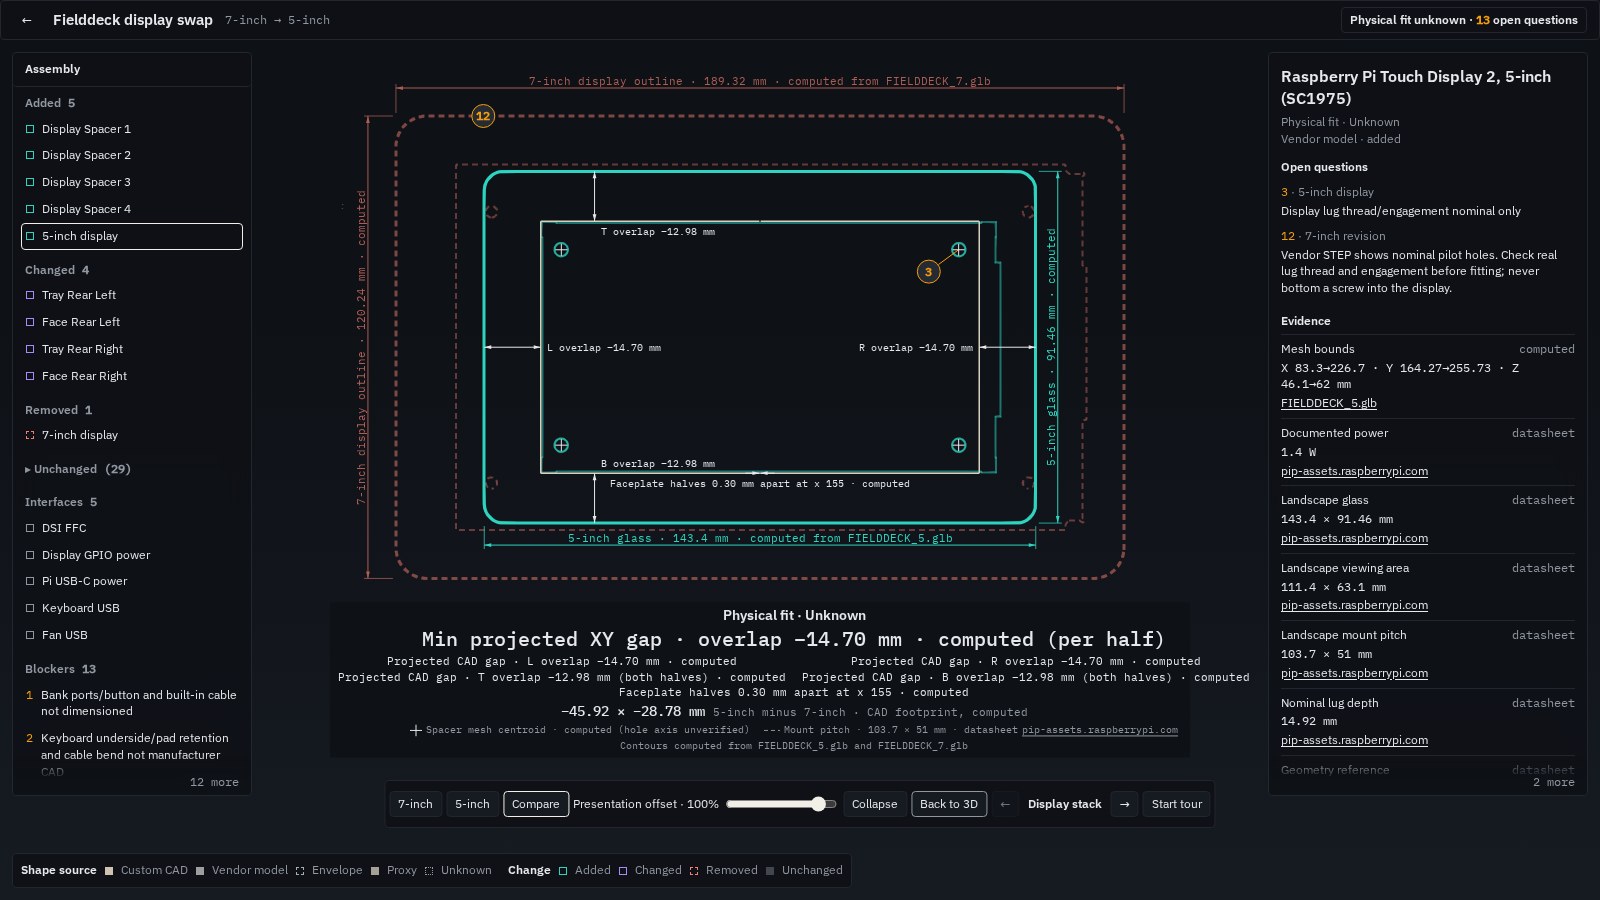 ← Fielddeck display swap 7-inch → 5-inch
Physical fit unknown · 13 open questions
Assembly
Added 5
Display Spacer 1
Display Spacer 2
Display Spacer 3
Display Spacer 4
5-inch display
Changed 4
Tray Rear Left
Face Rear Left
Tray Rear Right
Face Rear Right
Removed 1
7-inch display
▸ Unchanged (29)
Interfaces 5
DSI FFC
Display GPIO power
Pi USB-C power
Keyboard USB
Fan USB
Blockers 13
1 Bank ports/button and built-in cable
not dimensioned
2 Keyboard underside/pad retention
and cable bend not manufacturer
CAD
12 more
7-inch display outline · 189.32 mm · computed from FIELDDECK_7.glb
12
7-inch display outline · 120.24 mm · computed
T overlap −12.98 mm
3
5-inch glass · 91.46 mm · computed
L overlap −14.70 mm
R overlap −14.70 mm
B overlap −12.98 mm
Faceplate halves 0.30 mm apart at x 155 · computed
5-inch glass · 143.4 mm · computed from FIELDDECK_5.glb
Physical fit · Unknown
Min projected XY gap · overlap −14.70 mm · computed (per half)
Projected CAD gap · L overlap −14.70 mm · computed
Projected CAD gap · R overlap −14.70 mm · computed
Projected CAD gap · T overlap −12.98 mm (both halves) · computed
Projected CAD gap · B overlap −12.98 mm (both halves) · computed
Faceplate halves 0.30 mm apart at x 155 · computed
−45.92 × −28.78 mm 5-inch minus 7-inch · CAD footprint, computed
Spacer mesh centroid · computed (hole axis unverified)
Mount pitch · 103.7 × 51 mm · datasheet pip-assets.raspberrypi.com
Contours computed from FIELDDECK_5.glb and FIELDDECK_7.glb
7-inch
5-inch
Compare
Presentation offset · 100%
Collapse
Back to 3D
←
Display stack
→
Start tour
Raspberry Pi Touch Display 2, 5-inch
(SC1975)
Physical fit · Unknown
Vendor model · added
Open questions
3 · 5-inch display
Display lug thread/engagement nominal only
12 · 7-inch revision
Vendor STEP shows nominal pilot holes. Check real
lug thread and engagement before fitting; never
bottom a screw into the display.
Evidence
Mesh bounds computed
X 83.3→226.7 · Y 164.27→255.73 · Z
46.1→62 mm
FIELDDECK_5.glb
Documented power datasheet
1.4 W
pip-assets.raspberrypi.com
Landscape glass datasheet
143.4 × 91.46 mm
pip-assets.raspberrypi.com
Landscape viewing area datasheet
111.4 × 63.1 mm
pip-assets.raspberrypi.com
Landscape mount pitch datasheet
103.7 × 51 mm
pip-assets.raspberrypi.com
Nominal lug depth datasheet
14.92 mm
pip-assets.raspberrypi.com
Geometry reference datasheet
2 more
Shape source Custom CAD Vendor model Envelope Proxy Unknown Change Added Changed Removed Unchanged